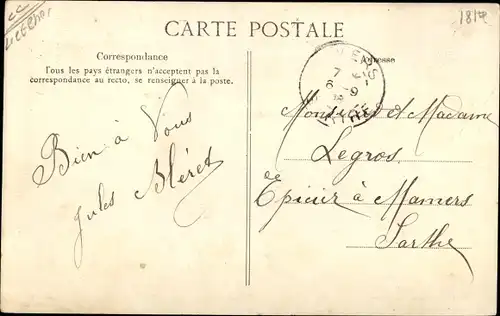 CARTE POSTALE
Correspondance
Tous les pays étrangers n'acceptent pas la
correspondance au recto, se renseigner à la poste.
Adresse
Bien à Vous
Jules Bléret
Monsieur et Madame
Legros
Epicier à Mamers
Sarthe